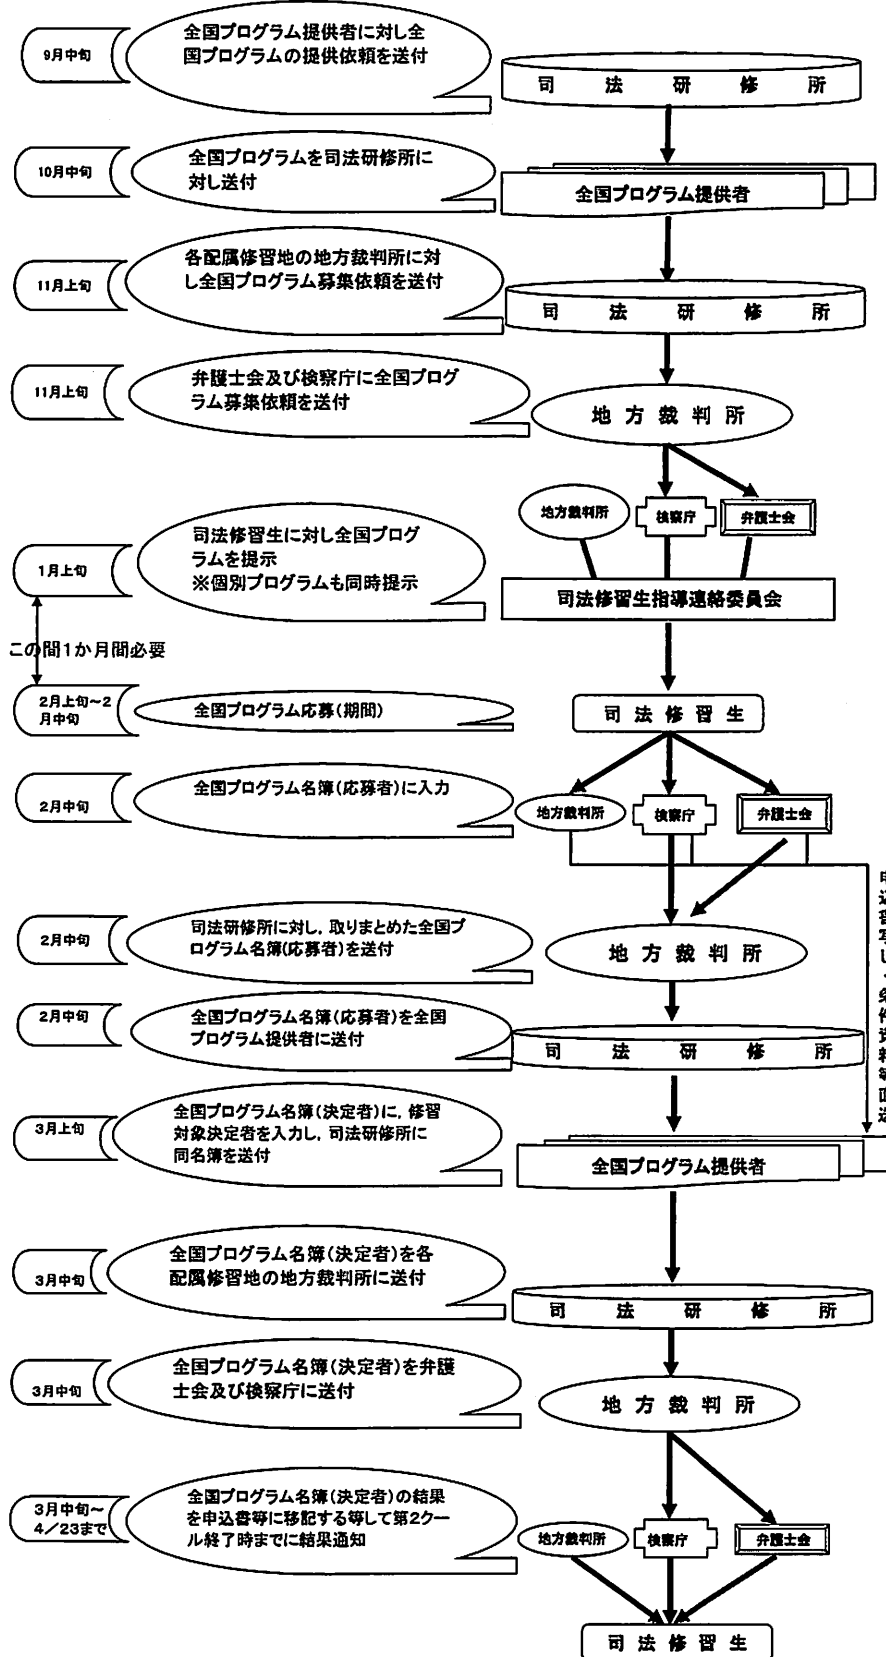 9月中旬
全国プログラム提供者に対し全
国プログラムの提供依頼を送付
司法研修所
10月中旬
全国プログラムを司法研修所に
対し送付
全国プログラム提供者
11月上旬
各配属修習地の地方裁判所に対
し全国プログラム募集依頼を送付
司法研修所
11月上旬
弁護士会及び検察庁に全国プログ
ラム募集依頼を送付
地方裁判所
地方裁判所
検察庁
弁護士会
1月上旬
司法修習生に対し全国プログ
ラムを提示
※個別プログラムも同時提示
司法修習生指導連絡委員会
この間1か月間必要
2月上旬～2
月中旬
全国プログラム応募(期間)
司法修習生
2月中旬
全国プログラム名簿(応募者)に入力
地方裁判所
検察庁
弁護士会
2月中旬
司法研修所に対し,取りまとめた全国プ
ログラム名簿(応募者)を送付
地方裁判所
2月中旬
全国プログラム名簿(応募者)を全国
プログラム提供者に送付
司法研修所
3月上旬
全国プログラム名簿(決定者)に,修習
対象決定者を入力し,司法研修所に
同名簿を送付
全国プログラム提供者
3月中旬
全国プログラム名簿(決定者)を各
配属修習地の地方裁判所に送付
司法研修所
3月中旬
全国プログラム名簿(決定者)を弁護
士会及び検察庁に送付
地方裁判所
3月中旬～
4／23まで
全国プログラム名簿(決定者)の結果
を申込書等に移記する等して第2クー
ル終了時までに結果通知
地方裁判所
検察庁
弁護士会
司法修習生